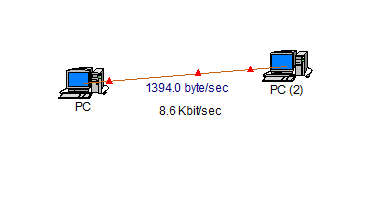 1394.0 byte/sec
PC (2)
PC
8.6 Kbit/sec